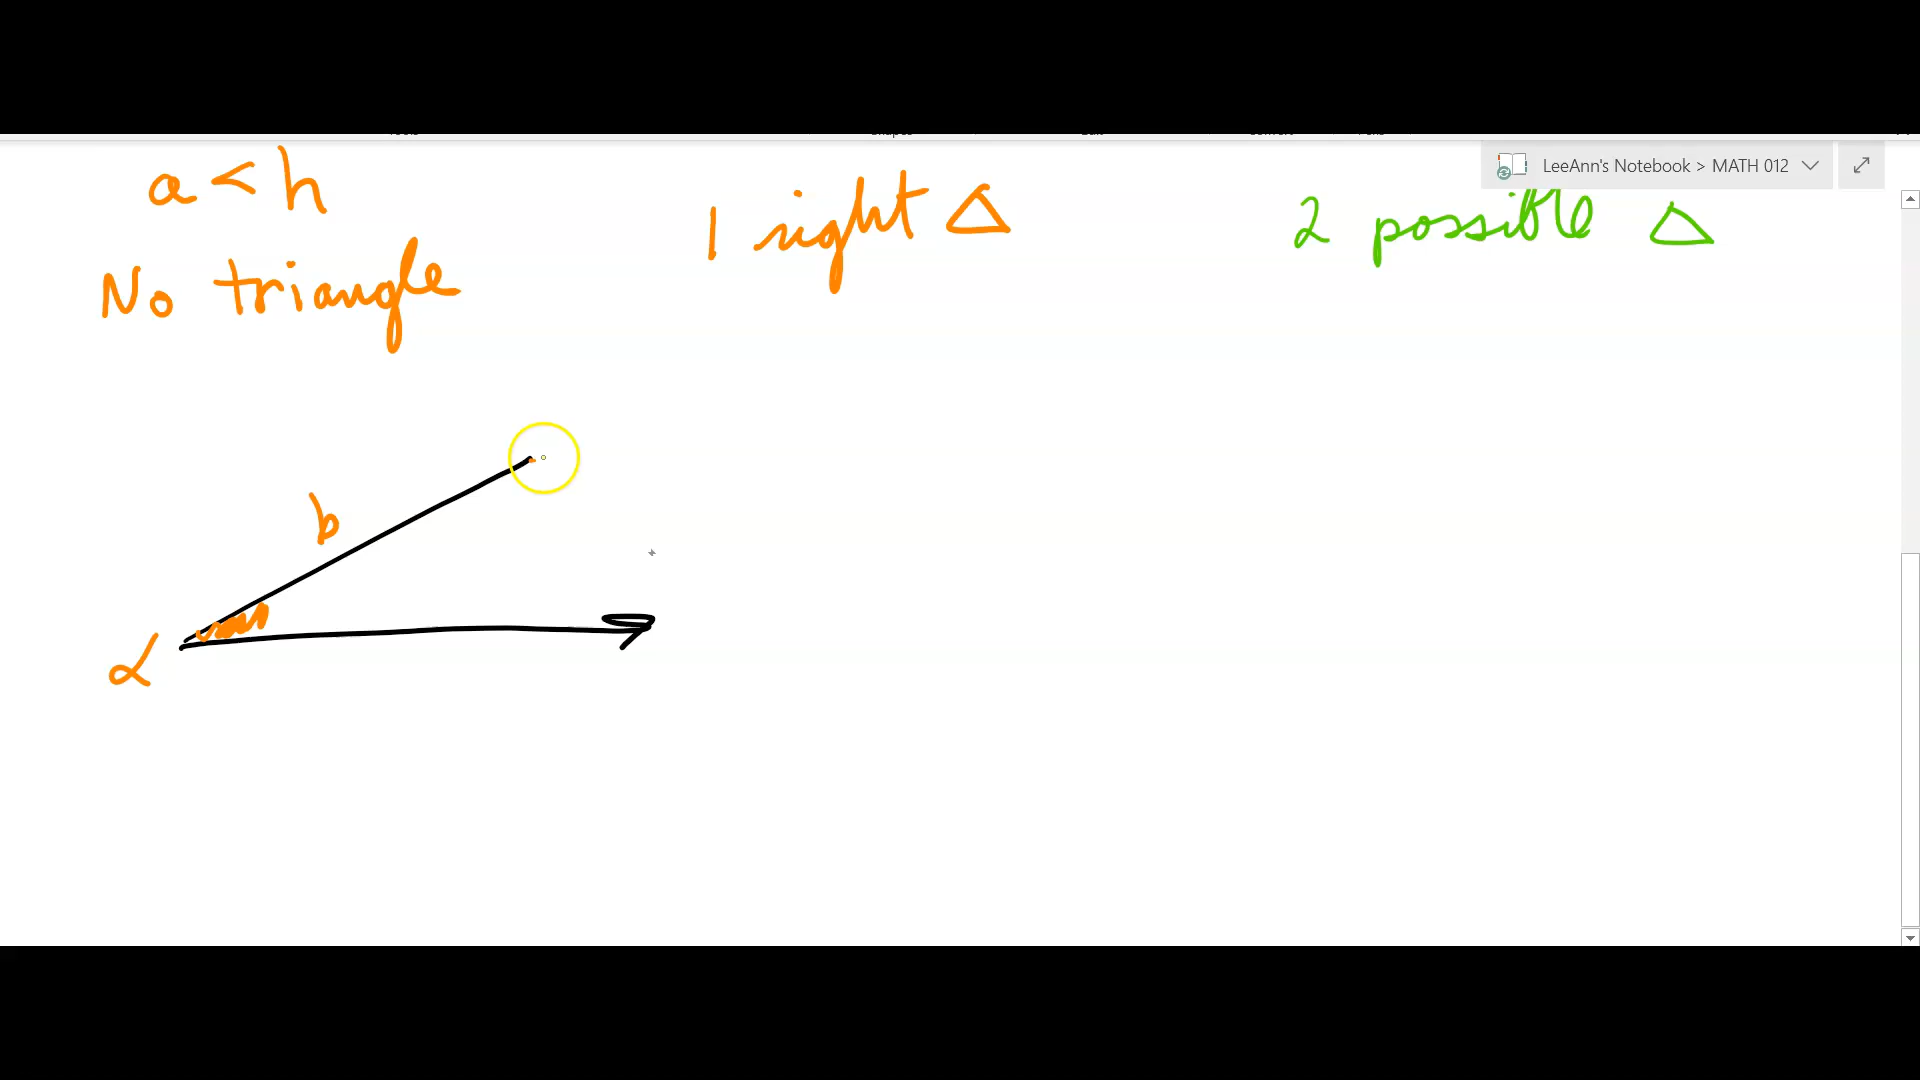 LeeAnn's Notebook > MATH 012
a < h
No triangle
1 right △
2 possible △
b
α